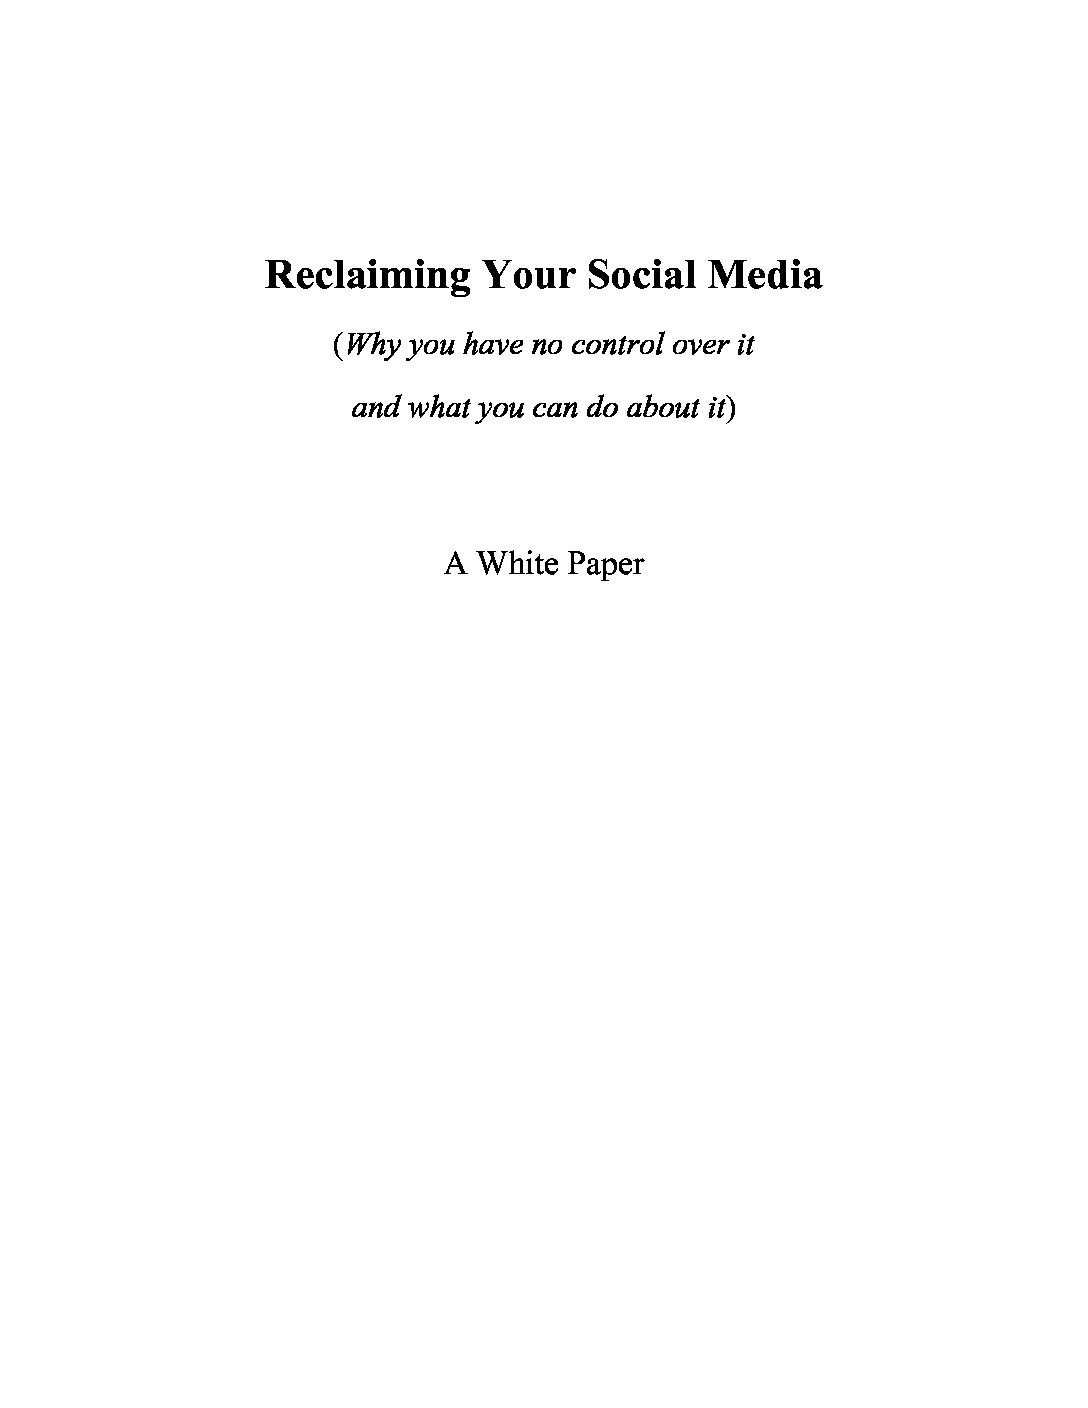 Reclaiming Your Social Media
(Why you have no control over it
and what you can do about it)
A White Paper